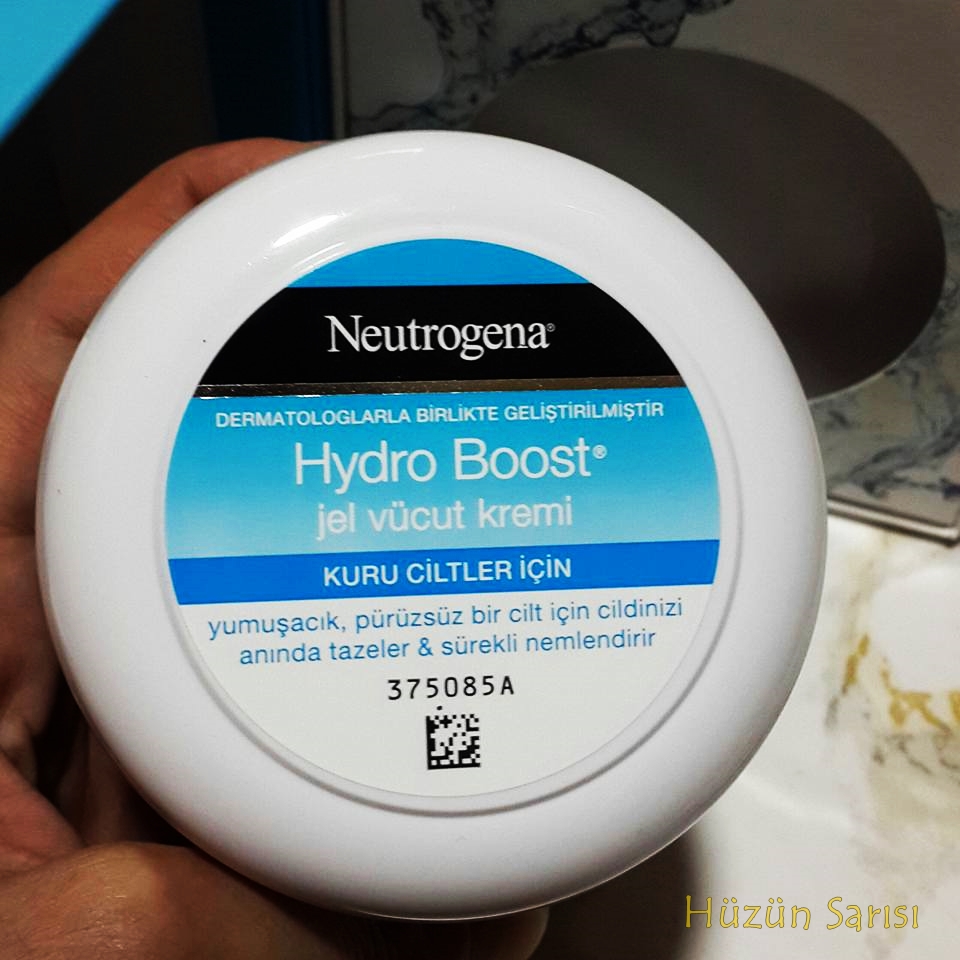 Neutrogena®
DERMATOLOGLARLA BİRLİKTE GELİŞTİRİLMİŞTİR
Hydro Boost®
jel vücut kremi
KURU CİLTLER İÇİN
yumuşacık, pürüzsüz bir cilt için cildinizi
anında tazeler & sürekli nemlendirir
375085A
Hüzün Sarısı